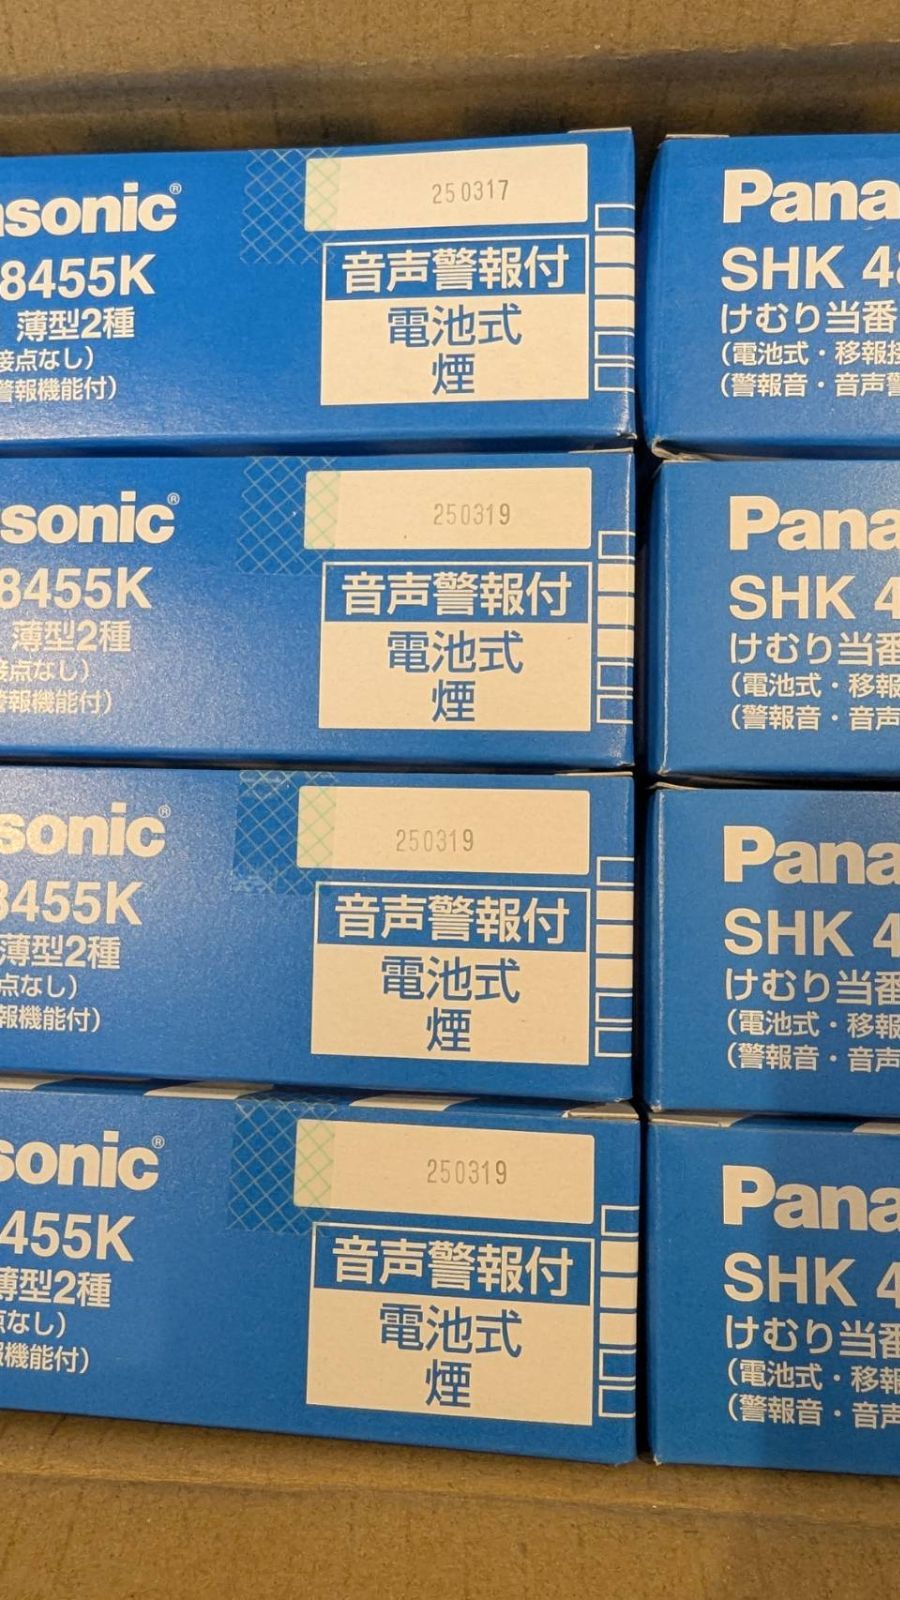 asonic®
8455K
薄型2種
接点なし）
警報機能付）
250317
音声警報付
電池式
煙
Pana
SHK 48
けむり当番
（電池式・移報接
（警報音・音声警
sonic®
8455K
薄型2種
接点なし）
警報機能付）
250319
音声警報付
電池式
煙
Pana
SHK 4
けむり当番
（電池式・移報
（警報音・音声
sonic®
8455K
薄型2種
点なし）
報機能付）
250319
音声警報付
電池式
煙
Pana
SHK 4
けむり当番
（電池式・移報
（警報音・音声
sonic®
455K
薄型2種
点なし）
報機能付）
250319
音声警報付
電池式
煙
Pana
SHK 4
けむり当番
（電池式・移報
（警報音・音声